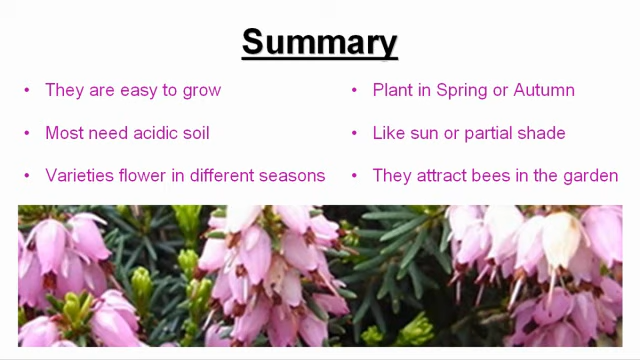 Summary
• They are easy to grow
• Most need acidic soil
• Varieties flower in different seasons
• Plant in Spring or Autumn
• Like sun or partial shade
• They attract bees in the garden